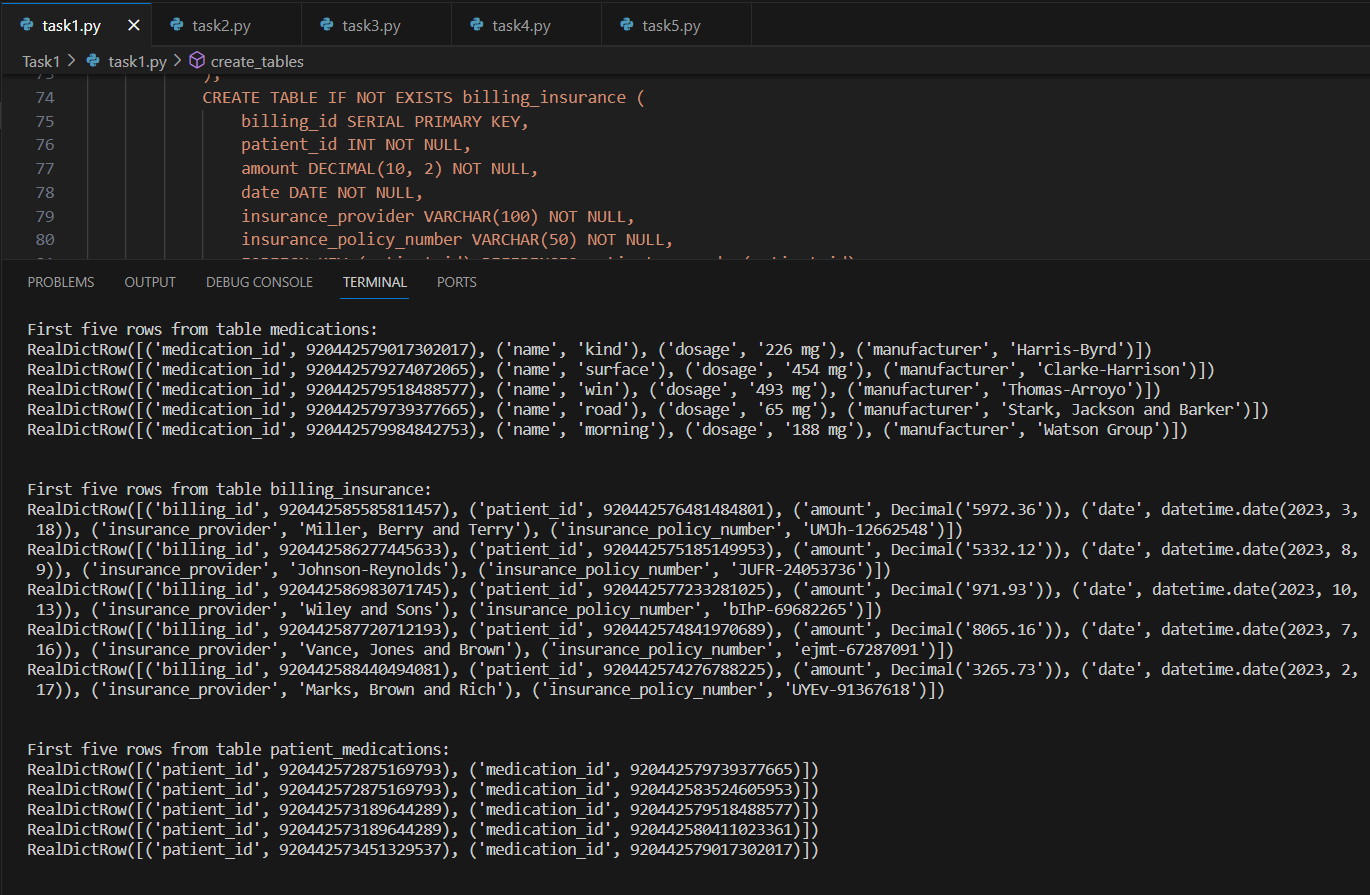 task1.py task2.py task3.py task4.py task5.py
Task1 > task1.py > create_tables
73 );
74 CREATE TABLE IF NOT EXISTS billing_insurance (
75 billing_id SERIAL PRIMARY KEY,
76 patient_id INT NOT NULL,
77 amount DECIMAL(10, 2) NOT NULL,
78 date DATE NOT NULL,
79 insurance_provider VARCHAR(100) NOT NULL,
80 insurance_policy_number VARCHAR(50) NOT NULL,
PROBLEMS OUTPUT DEBUG CONSOLE TERMINAL PORTS
First five rows from table medications:
RealDictRow([('medication_id', 920442579017302017), ('name', 'kind'), ('dosage', '226 mg'), ('manufacturer', 'Harris-Byrd')])
RealDictRow([('medication_id', 920442579274072065), ('name', 'surface'), ('dosage', '454 mg'), ('manufacturer', 'Clarke-Harrison')])
RealDictRow([('medication_id', 920442579518488577), ('name', 'win'), ('dosage', '493 mg'), ('manufacturer', 'Thomas-Arroyo')])
RealDictRow([('medication_id', 920442579739377665), ('name', 'road'), ('dosage', '65 mg'), ('manufacturer', 'Stark, Jackson and Barker')])
RealDictRow([('medication_id', 920442579984842753), ('name', 'morning'), ('dosage', '188 mg'), ('manufacturer', 'Watson Group')])
First five rows from table billing_insurance:
RealDictRow([('billing_id', 920442585585811457), ('patient_id', 920442576481484801), ('amount', Decimal('5972.36')), ('date', datetime.date(2023, 3,
18)), ('insurance_provider', 'Miller, Berry and Terry'), ('insurance_policy_number', 'UMJh-12662548')])
RealDictRow([('billing_id', 920442586277445633), ('patient_id', 920442575185149953), ('amount', Decimal('5332.12')), ('date', datetime.date(2023, 8,
9)), ('insurance_provider', 'Johnson-Reynolds'), ('insurance_policy_number', 'JUFR-24053736')])
RealDictRow([('billing_id', 920442586983071745), ('patient_id', 920442577233281025), ('amount', Decimal('971.93')), ('date', datetime.date(2023, 10,
13)), ('insurance_provider', 'Wiley and Sons'), ('insurance_policy_number', 'bIhP-69682265')])
RealDictRow([('billing_id', 920442587720712193), ('patient_id', 920442574841970689), ('amount', Decimal('8065.16')), ('date', datetime.date(2023, 7,
16)), ('insurance_provider', 'Vance, Jones and Brown'), ('insurance_policy_number', 'ejmt-67287091')])
RealDictRow([('billing_id', 920442588440494081), ('patient_id', 920442574276788225), ('amount', Decimal('3265.73')), ('date', datetime.date(2023, 2,
17)), ('insurance_provider', 'Marks, Brown and Rich'), ('insurance_policy_number', 'UYEv-91367618')])
First five rows from table patient_medications:
RealDictRow([('patient_id', 920442572875169793), ('medication_id', 920442579739377665)])
RealDictRow([('patient_id', 920442572875169793), ('medication_id', 920442583524605953)])
RealDictRow([('patient_id', 920442573189644289), ('medication_id', 920442579518488577)])
RealDictRow([('patient_id', 920442573189644289), ('medication_id', 920442580411023361)])
RealDictRow([('patient_id', 920442573451329537), ('medication_id', 920442579017302017)])